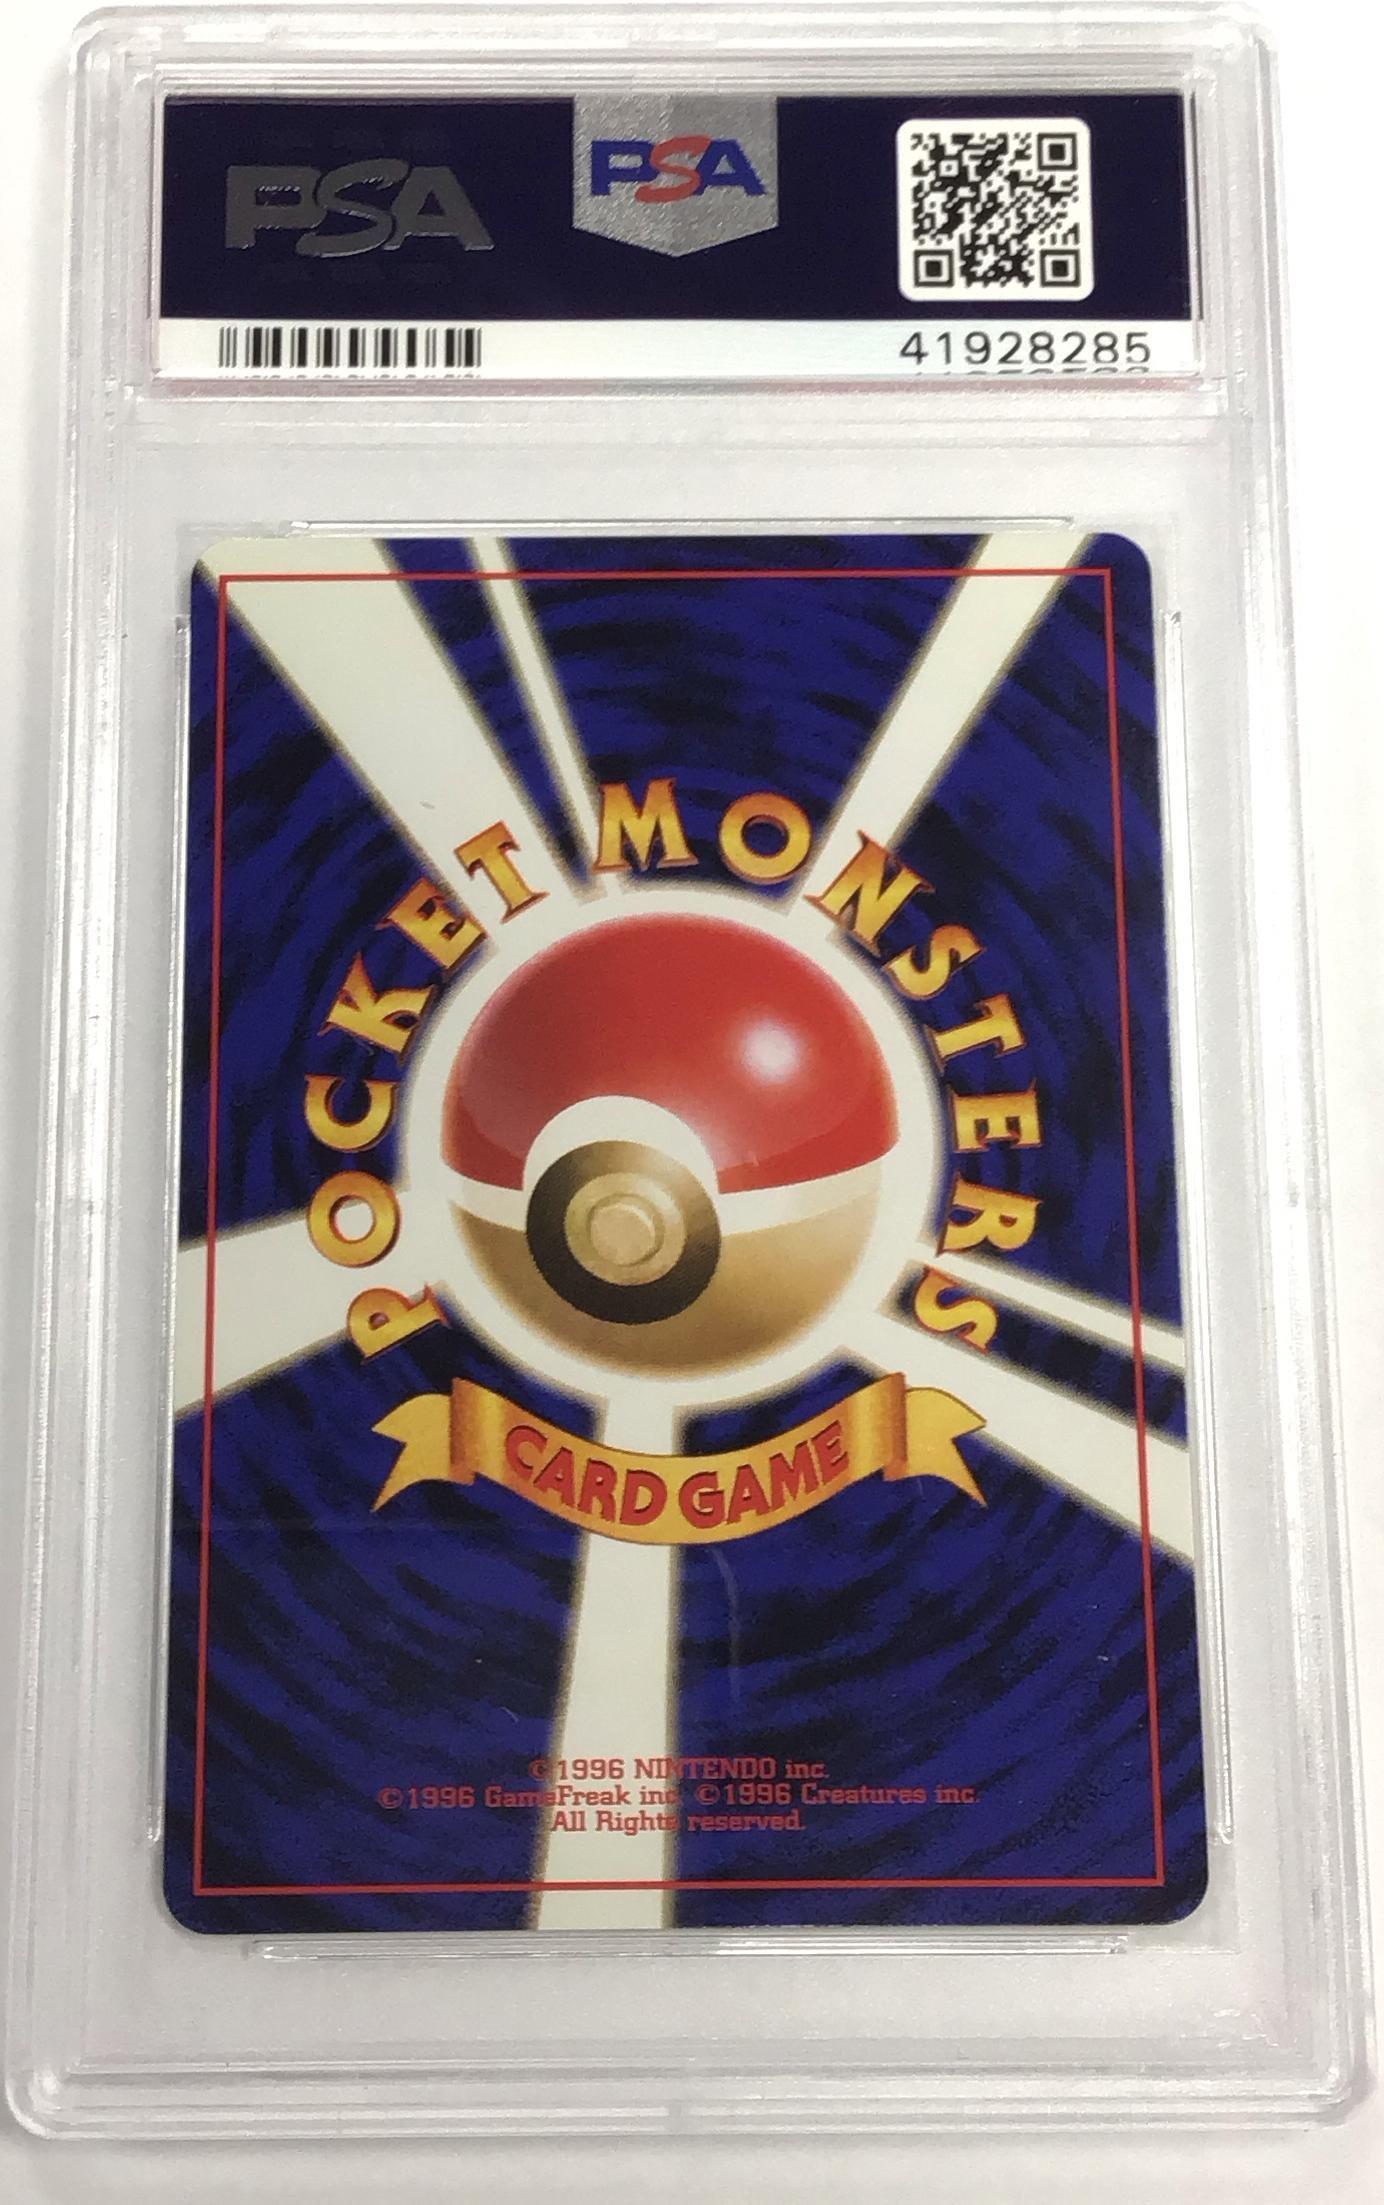 PSA
PSA
41928285
POCKET MONSTERS
CARD GAME
©1996 NINTENDO inc.
©1996 GameFreak inc. ©1996 Creatures inc.
All Rights reserved.